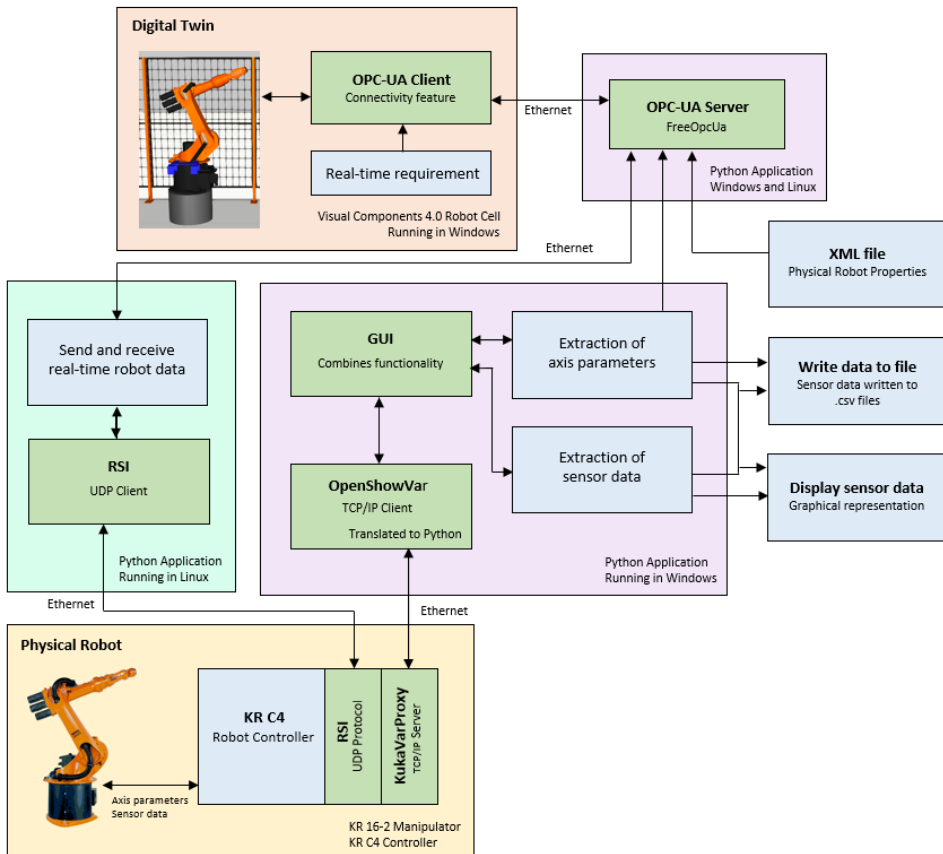 Digital Twin
OPC-UA Client
Connectivity feature
Real-time requirement
Visual Components 4.0 Robot Cell
Running in Windows
Ethernet
OPC-UA Server
FreeOpcUa
Python Application
Windows and Linux
Ethernet
XML file
Physical Robot Properties
Send and receive
real-time robot data
RSI
UDP Client
Python Application
Running in Linux
GUI
Combines functionality
Extraction of
axis parameters
OpenShowVar
TCP/IP Client
Translated to Python
Extraction of
sensor data
Python Application
Running in Windows
Write data to file
Sensor data written to
.csv files
Display sensor data
Graphical representation
Ethernet
Ethernet
Physical Robot
KR C4
Robot Controller
RSI
UDP Protocol
KukaVarProxy
TCP/IP Server
Axis parameters
Sensor data
KR 16-2 Manipulator
KR C4 Controller